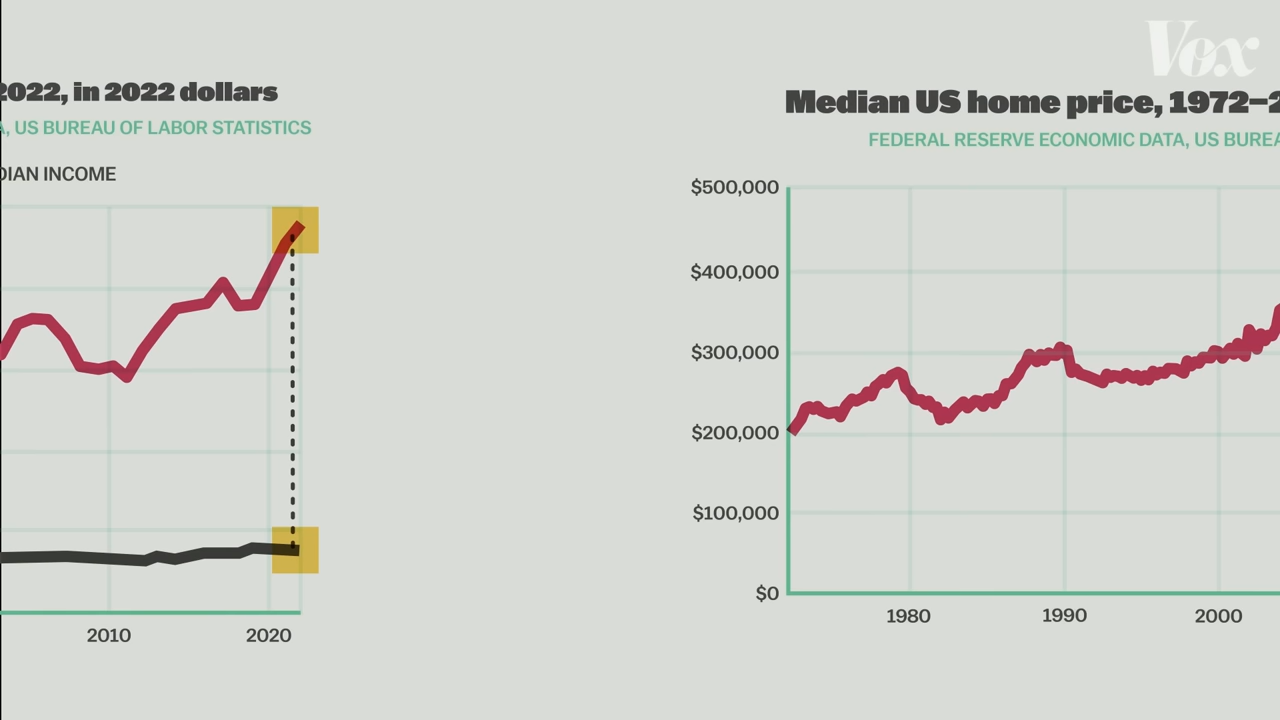 Vox
2022, in 2022 dollars
A, US BUREAU OF LABOR STATISTICS
DIAN INCOME
2010
2020
Median US home price, 1972–2
FEDERAL RESERVE ECONOMIC DATA, US BUREA
$500,000
$400,000
$300,000
$200,000
$100,000
$0
1980
1990
2000